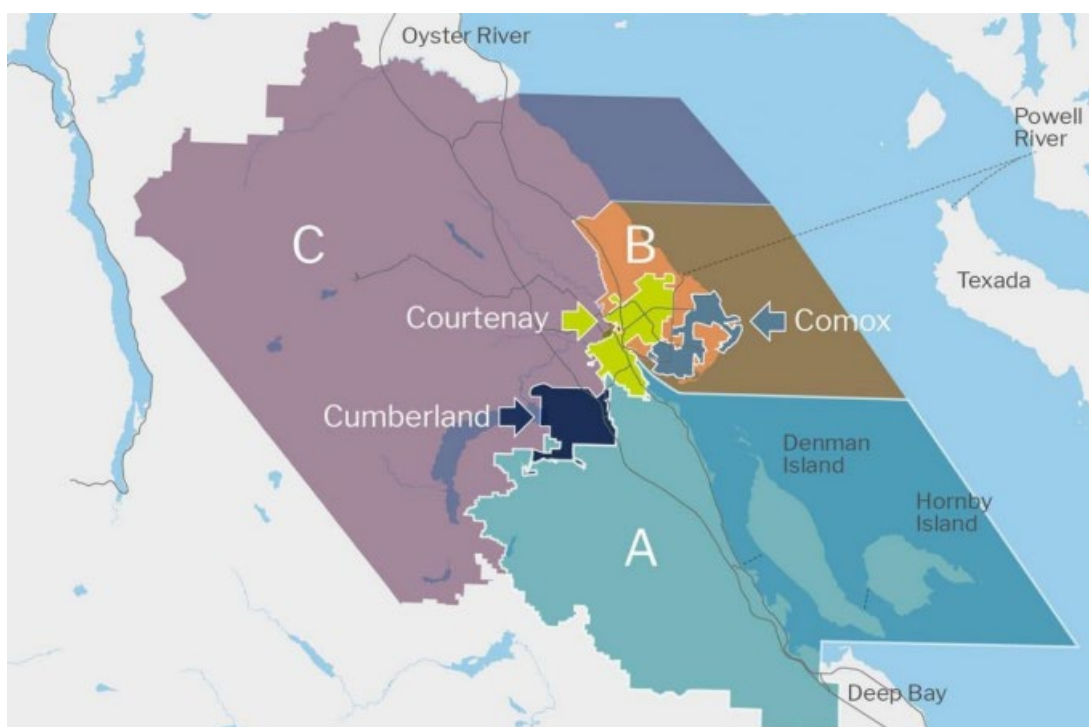 Oyster River
Powell
River
C
B
Texada
Courtenay
Comox
Cumberland
Denman
Island
Hornby
Island
A
Deep Bay